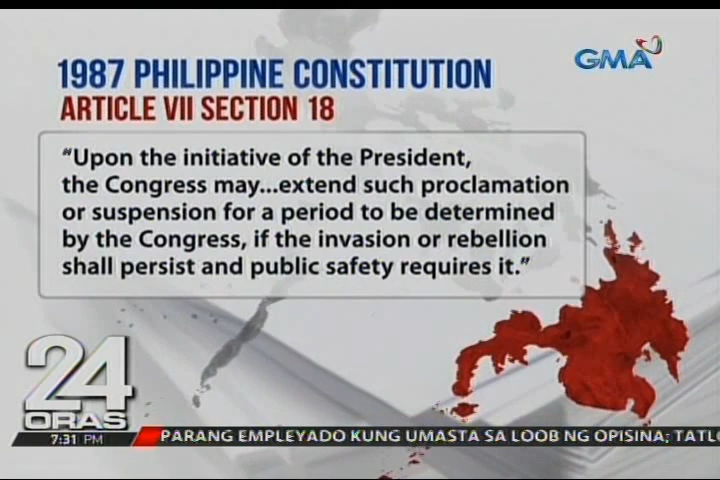 GMA
1987 PHILIPPINE CONSTITUTION
ARTICLE VII SECTION 18
“Upon the initiative of the President,
the Congress may...extend such proclamation
or suspension for a period to be determined
by the Congress, if the invasion or rebellion
shall persist and public safety requires it.”
24
ORAS
7:31 PM
PARANG EMPLEYADO KUNG UMASTA SA LOOB NG OPISINA; TATLO